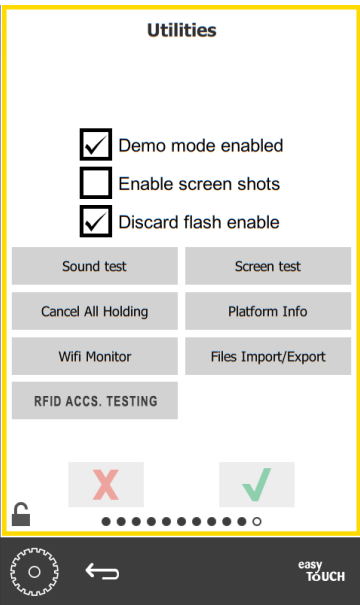 Utilities
Demo mode enabled
Enable screen shots
Discard flash enable
Sound test
Screen test
Cancel All Holding
Platform Info
Wifi Monitor
Files Import/Export
RFID ACCS. TESTING
easy
TOUCH